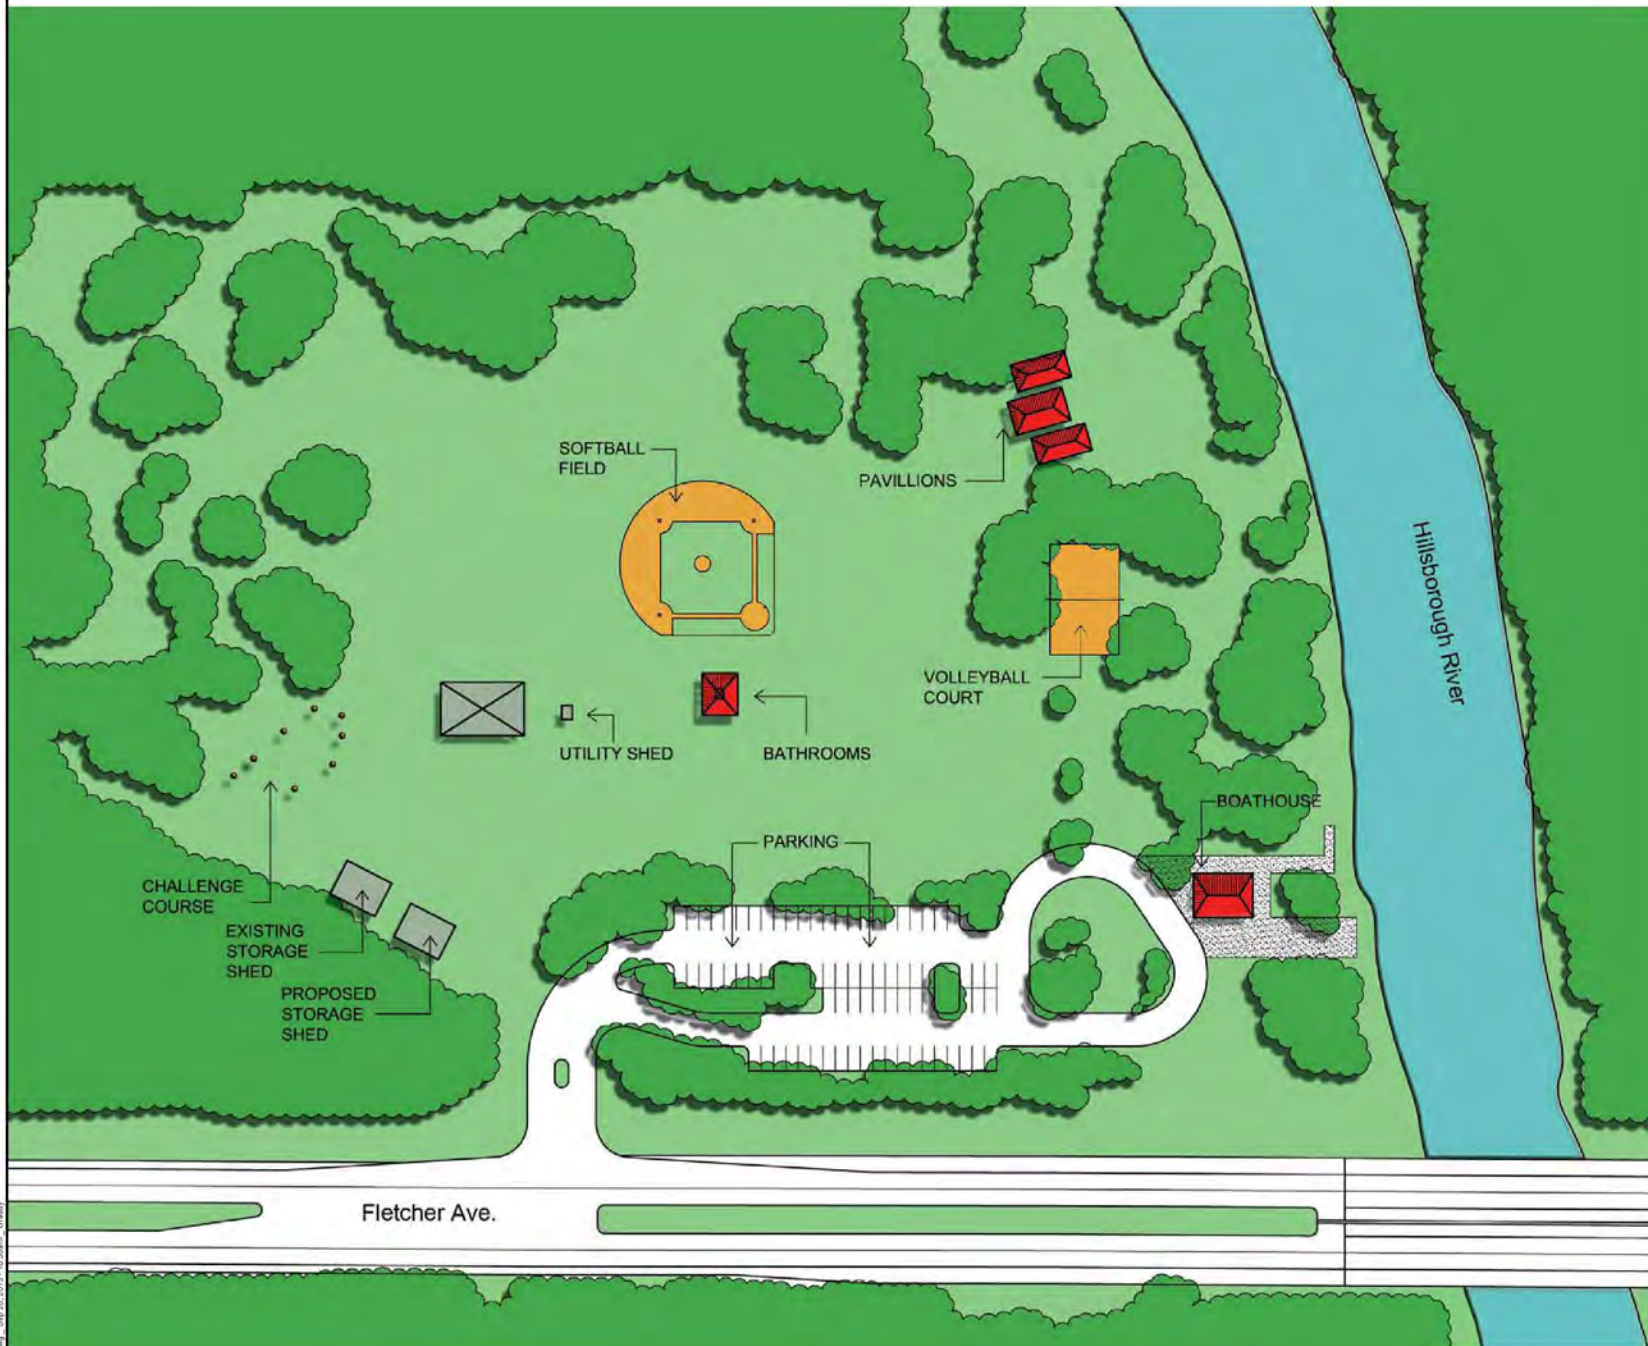 SOFTBALL
FIELD
PAVILLIONS
Hillsborough River
VOLLEYBALL
COURT
UTILITY SHED
BATHROOMS
BOATHOUSE
PARKING
CHALLENGE
COURSE
EXISTING
STORAGE
SHED
PROPOSED
STORAGE
SHED
Fletcher Ave.